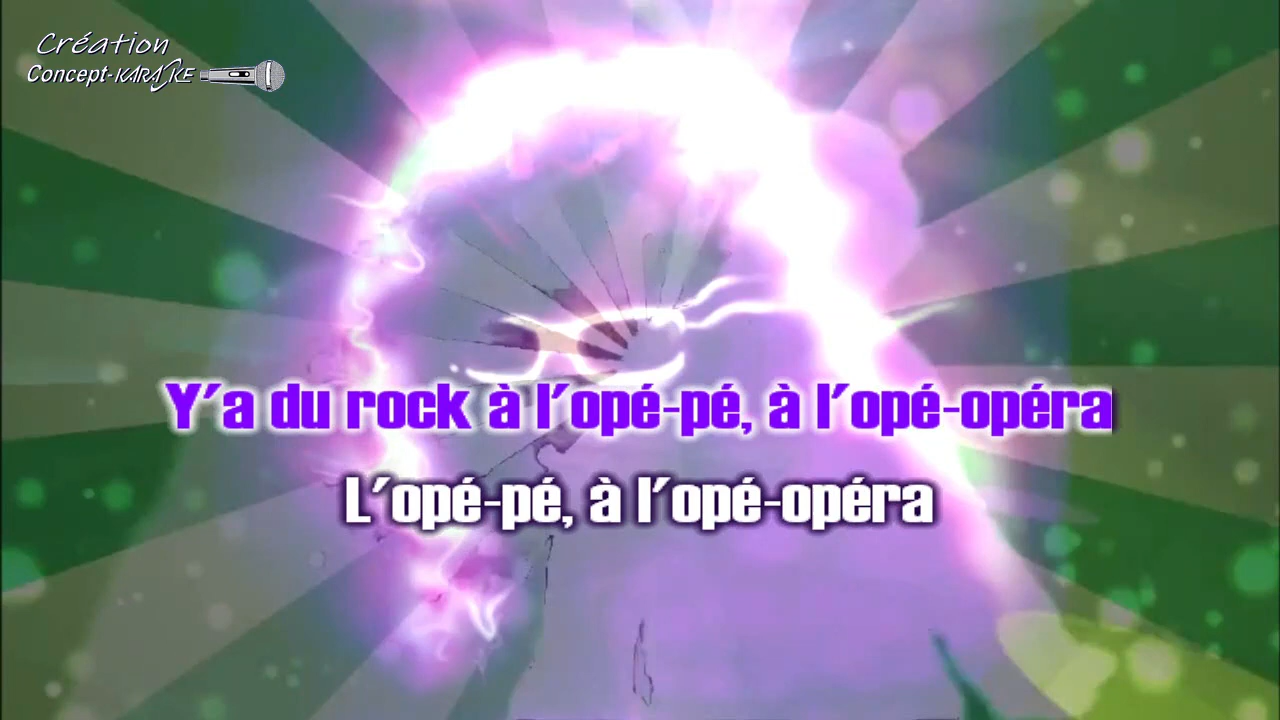 Création
Concept-KARAOKE
Y'a du rock à l'opé-pé, à l'opé-opéra
L'opé-pé, à l'opé-opéra